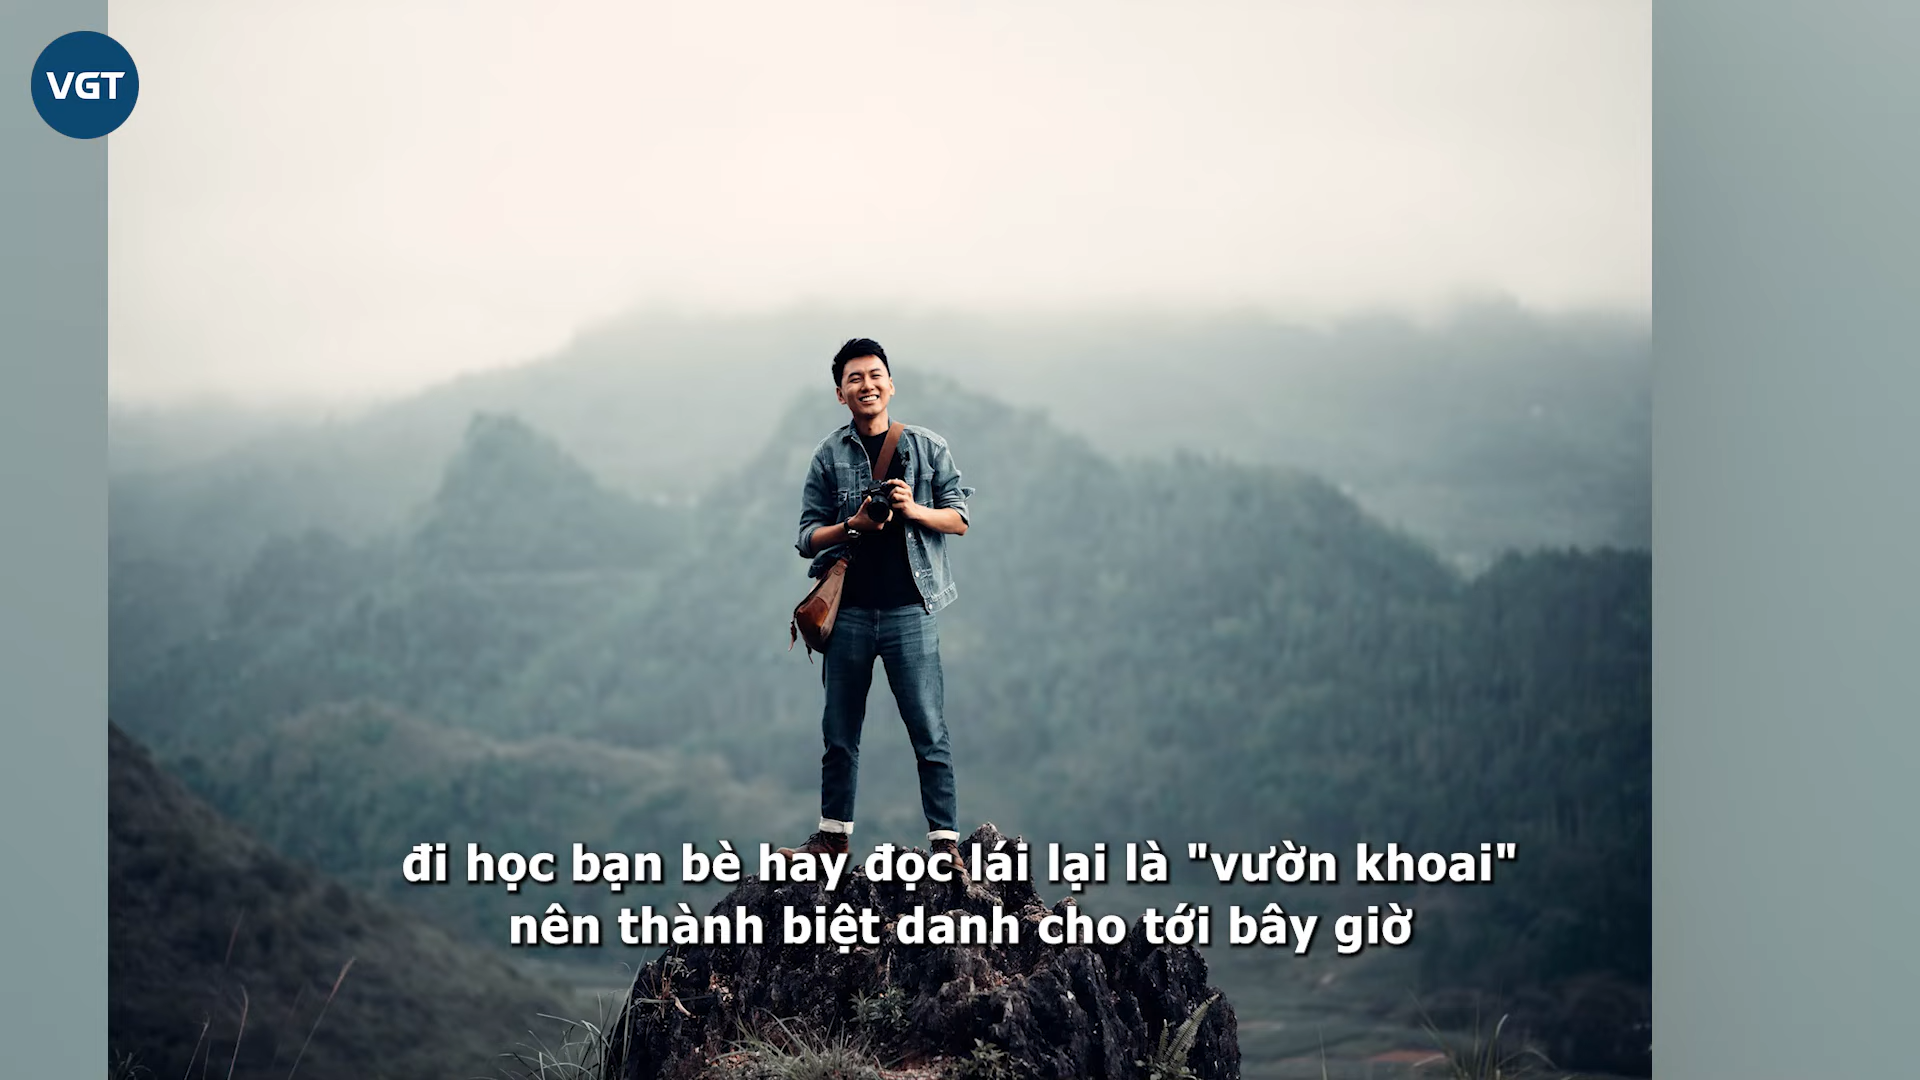 VGT
đi học bạn bè hay đọc lái lại là "vườn khoai"
nên thành biệt danh cho tới bây giờ